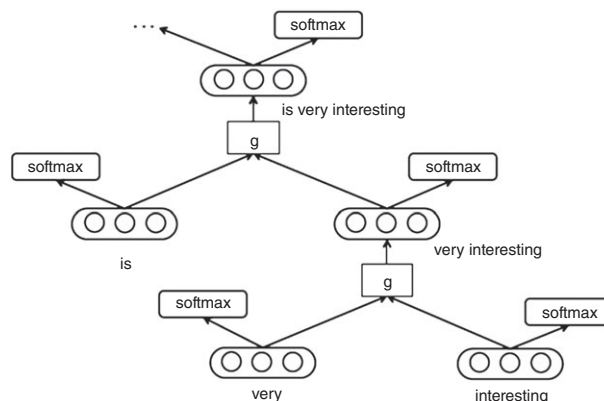 ... softmax
is very interesting
g
softmax softmax
is very interesting
g
softmax softmax
very interesting